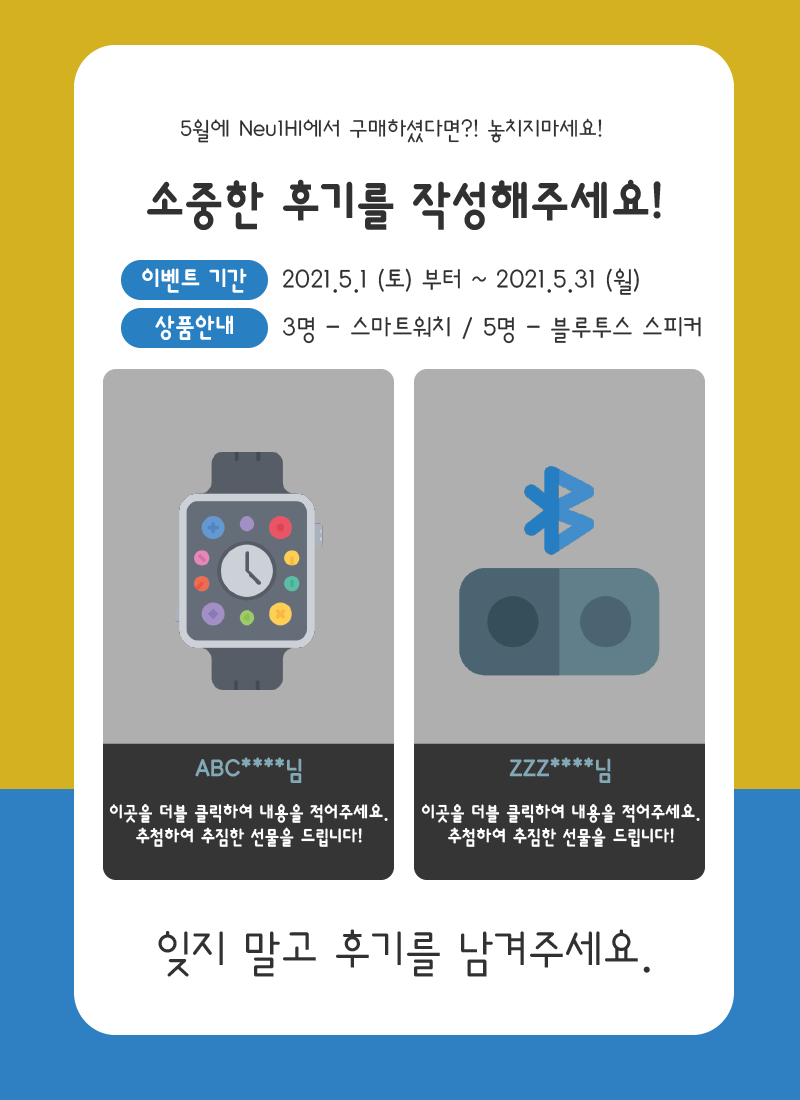 5월에 Neu1HI에서 구매하셨다면?! 놓치지마세요!
소중한 후기를 작성해주세요!
이벤트 기간 2021.5.1 (토) 부터 ~ 2021.5.31 (월)
상품안내 3명 - 스마트워치 / 5명 - 블루투스 스피커
ABC****님
이곳을 더블 클릭하여 내용을 적어주세요.
추첨하여 추짐한 선물을 드립니다!
ZZZ****님
이곳을 더블 클릭하여 내용을 적어주세요.
추첨하여 추짐한 선물을 드립니다!
잊지 말고 후기를 남겨주세요.